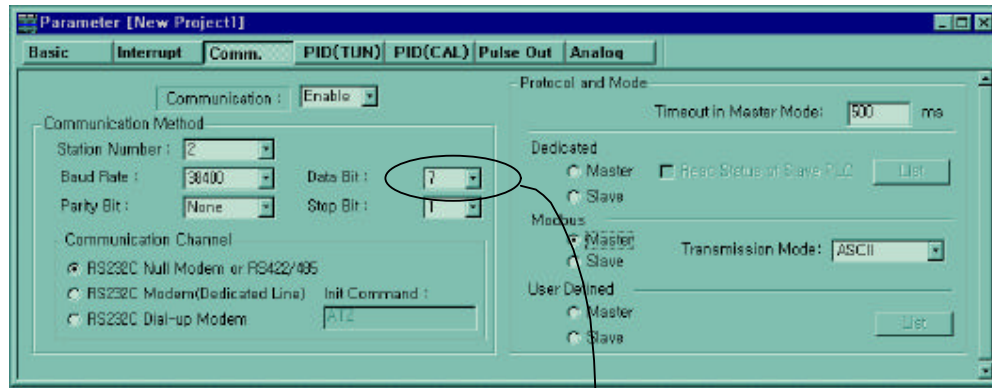 Parameter [New Project1]
Basic Interrupt Comm. PID(TUN) PID(CAL) Pulse Out Analog
Communication : Enable
Communication Method
Station Number : 2
Baud Rate : 38400 Data Bit : 7
Parity Bit : None Stop Bit : 1
Communication Channel
RS232C Null Modem or RS422/485
RS232C Modem(Dedicated Line) Init Command :
RS232C Dial-up Modem ATZ
Protocol and Mode
Timeout in Master Mode: 500 ms
Dedicated
Master Read Status of Slave PLC List
Slave
Modbus
Master Transmission Mode: ASCII
Slave
User Defined
Master List
Slave